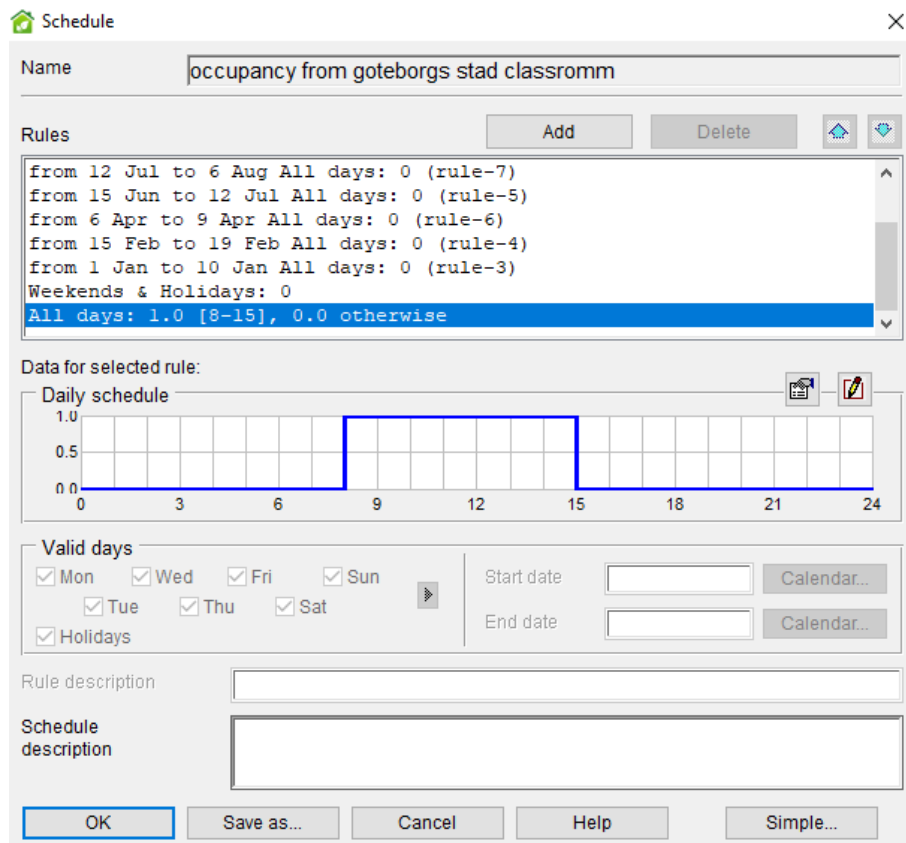 Schedule
Name occupancy from goteborgs stad classromm
Rules Add Delete
from 12 Jul to 6 Aug All days: 0 (rule-7)
from 15 Jun to 12 Jul All days: 0 (rule-5)
from 6 Apr to 9 Apr All days: 0 (rule-6)
from 15 Feb to 19 Feb All days: 0 (rule-4)
from 1 Jan to 10 Jan All days: 0 (rule-3)
Weekends & Holidays: 0
All days: 1.0 [8-15], 0.0 otherwise
Data for selected rule:
Daily schedule
1.0
0.5
0.0
0 3 6 9 12 15 18 21 24
Valid days
Mon Wed Fri Sun
Tue Thu Sat
Holidays
Start date Calendar...
End date Calendar...
Rule description
Schedule
description
OK Save as... Cancel Help Simple...